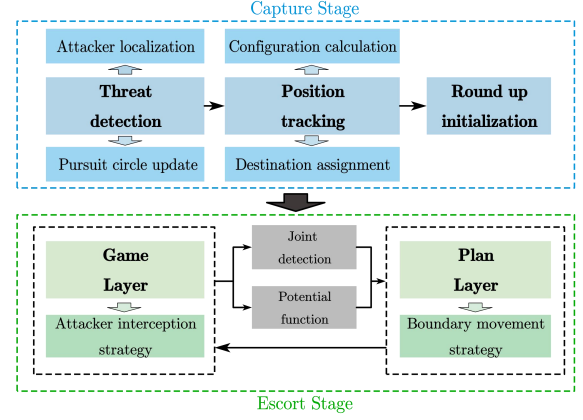 Capture Stage
Attacker localization
Configuration calculation
Threat
detection
Position
tracking
Round up
initialization
Pursuit circle update
Destination assignment
Game
Layer
Joint
detection
Plan
Layer
Potential
function
Attacker interception
strategy
Boundary movement
strategy
Escort Stage